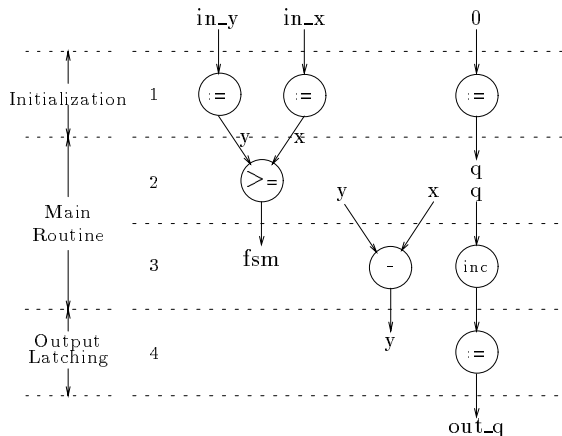 in_y in_x 0
Initialization 1 := := :=
y x
2 >= q
Main Routine y x q
fsm 3 - inc
y
Output Latching 4 :=
out_q